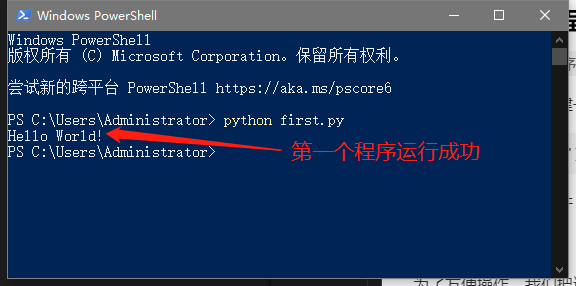 Windows PowerShell
Windows PowerShell
版权所有 (C) Microsoft Corporation。保留所有权利。
尝试新的跨平台 PowerShell https://aka.ms/pscore6
PS C:\Users\Administrator> python first.py
Hello World!
PS C:\Users\Administrator>
第一个程序运行成功